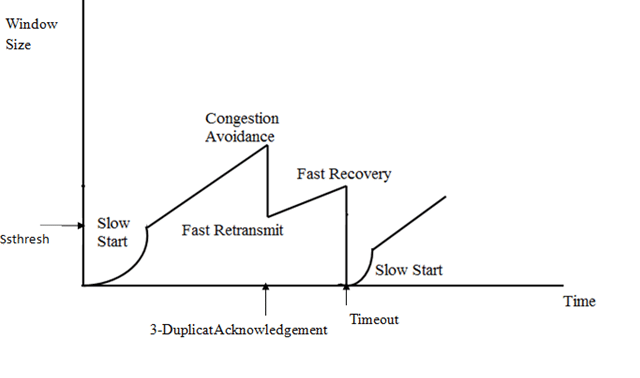 Window
Size
Congestion
Avoidance
Fast Recovery
Slow
Start
Fast Retransmit
Ssthresh
Slow Start
Time
3-DuplicatAcknowledgement
Timeout